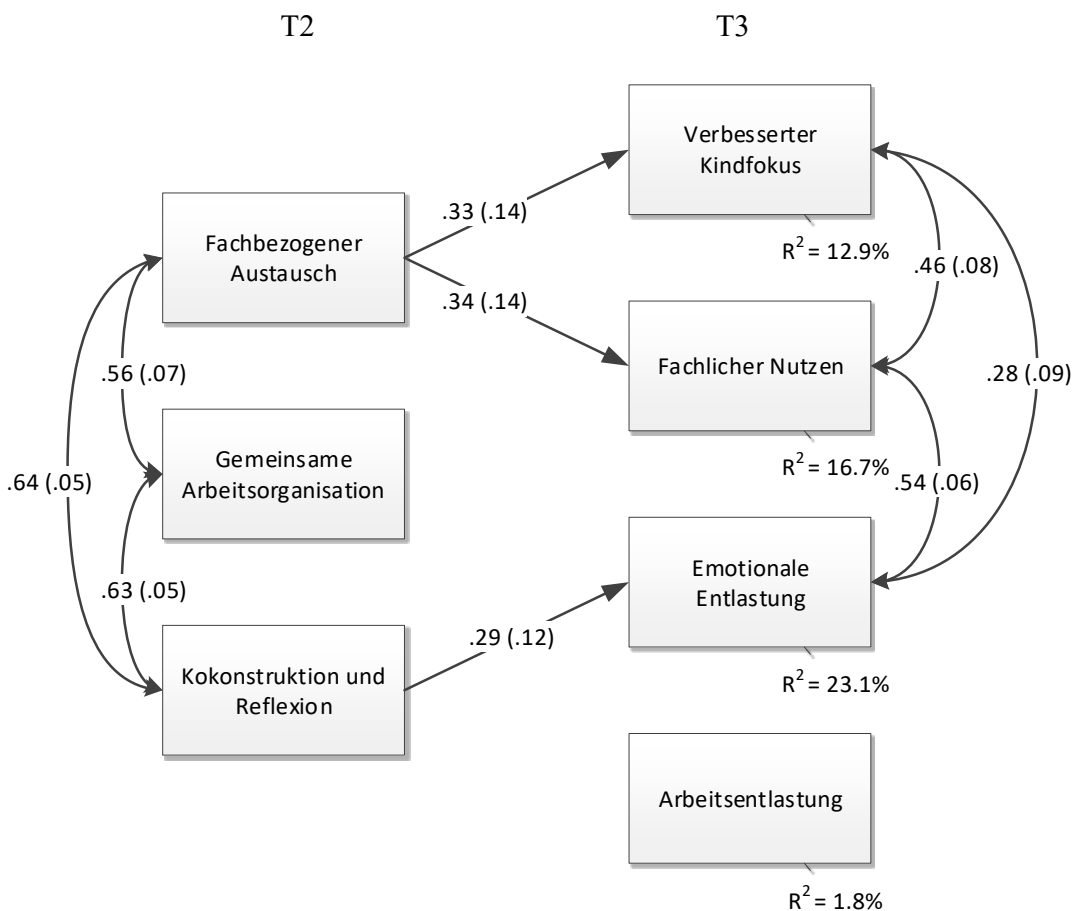 T2
T3
Verbesserter
Kindfokus
R² = 12.9%
Fachbezogener
Austausch
.33 (.14)
.34 (.14)
.46 (.08)
Fachlicher Nutzen
R² = 16.7%
.56 (.07)
.28 (.09)
Gemeinsame
Arbeitsorganisation
.64 (.05)
.54 (.06)
.63 (.05)
Emotionale
Entlastung
R² = 23.1%
.29 (.12)
Kokonstruktion und
Reflexion
Arbeitsentlastung
R² = 1.8%